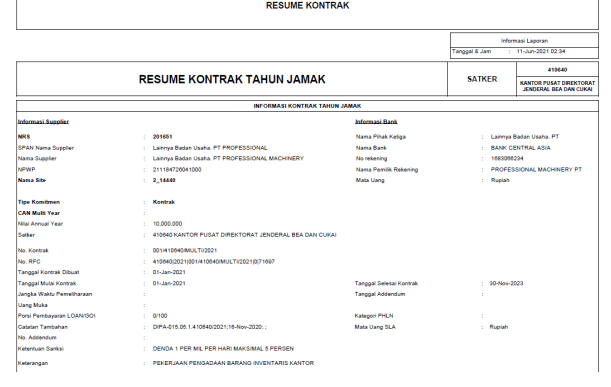 RESUME KONTRAK
Informasi Laporan
Tanggal & Jam : 11-Jun-2021 02:34
RESUME KONTRAK TAHUN JAMAK
SATKER
410640
KANTOR PUSAT DIREKTORAT JENDERAL BEA DAN CUKAI
INFORMASI KONTRAK TAHUN JAMAK
Informasi Supplier Informasi Bank
NRS : 201651 Nama Pihak Ketiga : Lainnya Badan Usaha. PT
SPAN Nama Supplier : Lainnya Badan Usaha. PT PROFESSIONAL Nama Bank : BANK CENTRAL ASIA
Nama Supplier : Lainnya Badan Usaha. PT PROFESSIONAL MACHINERY No rekening : 1683066234
NPWP : 211184726041000 Nama Pemilik Rekening : PROFESSIONAL MACHINERY PT
Nama Site : 2_14440 Mata Uang : Rupiah
Tipe Komitmen : Kontrak
CAN Multi Year :
Nilai Annual Year : 10,000,000
Satker : 410640 KANTOR PUSAT DIREKTORAT JENDERAL BEA DAN CUKAI
No. Kontrak : 001/410640/MULTI/2021
No. RFC : 410640|2021|001/410640/MULTI/2021|0|71697
Tanggal Kontrak Dibuat : 01-Jan-2021
Tanggal Mulai Kontrak : 01-Jan-2021 Tanggal Selesai Kontrak : 30-Nov-2023
Jangka Waktu Pemeliharaan : Tanggal Addendum :
Uang Muka :
Porsi Pembayaran LOAN/GOI : 0/100 Kategori PHLN :
Catatan Tambahan : DIPA-015.05.1.410640/2021;16-Nov-2020; ; Mata Uang SLA : Rupiah
No. Addendum :
Ketentuan Sanksi : DENDA 1 PER MIL PER HARI MAKSIMAL 5 PERSEN
Keterangan : PEKERJAAN PENGADAAN BARANG INVENTARIS KANTOR